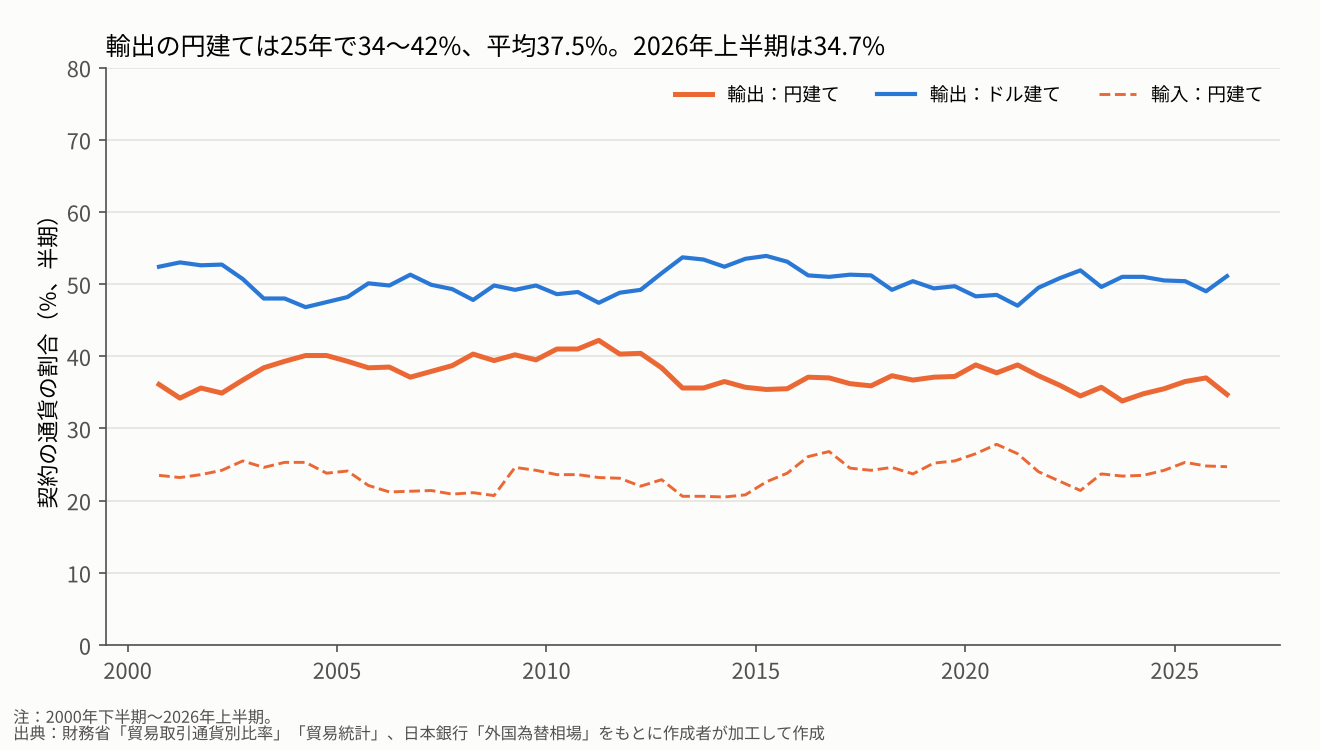 輸出の円建ては25年で34〜42%、平均37.5%。2026年上半期は34.7%
輸出：円建て
輸出：ドル建て
輸入：円建て
契約の通貨の割合（%、半期）
80
70
60
50
40
30
20
10
0
2000
2005
2010
2015
2020
2025
注：2000年下半期〜2026年上半期。
出典：財務省「貿易取引通貨別比率」「貿易統計」、日本銀行「外国為替相場」をもとに作成者が加工して作成